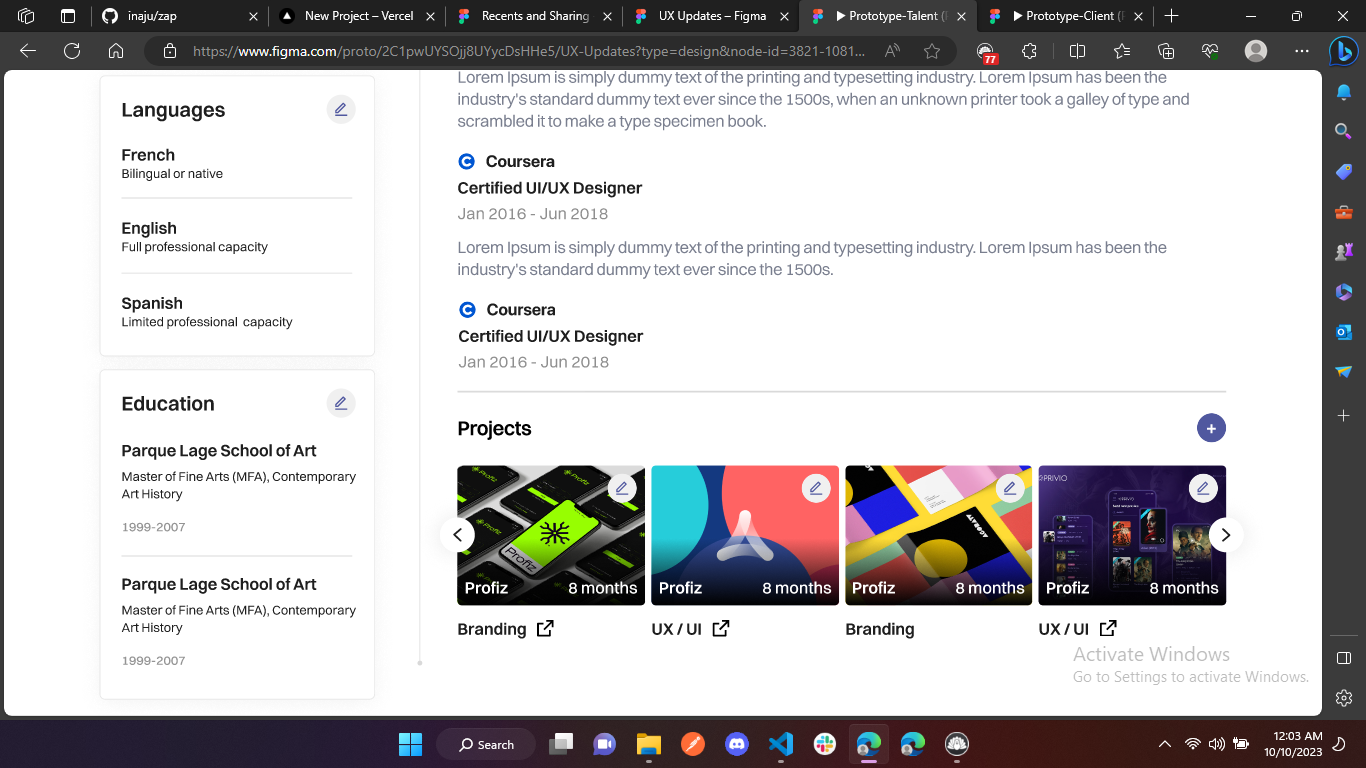 inaju/zap
New Project – Vercel
Recents and Sharing
UX Updates – Figma
▶ Prototype-Talent (
▶ Prototype-Client (
https://www.figma.com/proto/2C1pwUYSOjj8UYycDsHHe5/UX-Updates?type=design&node-id=3821-1081...
77
Languages
French
Bilingual or native
English
Full professional capacity
Spanish
Limited professional capacity
Education
Parque Lage School of Art
Master of Fine Arts (MFA), Contemporary
Art History
1999-2007
Parque Lage School of Art
Master of Fine Arts (MFA), Contemporary
Art History
1999-2007
Lorem Ipsum is simply dummy text of the printing and typesetting industry. Lorem Ipsum has been the
industry's standard dummy text ever since the 1500s, when an unknown printer took a galley of type and
scrambled it to make a type specimen book.
Coursera
Certified UI/UX Designer
Jan 2016 - Jun 2018
Lorem Ipsum is simply dummy text of the printing and typesetting industry. Lorem Ipsum has been the
industry's standard dummy text ever since the 1500s.
Coursera
Certified UI/UX Designer
Jan 2016 - Jun 2018
Projects
Profiz
Profiz
PRIVIO
Profiz 8 months
Profiz 8 months
Profiz 8 months
Profiz 8 months
Branding
UX / UI
Branding
UX / UI
Activate Windows
Go to Settings to activate Windows.
Search
12:03 AM
10/10/2023